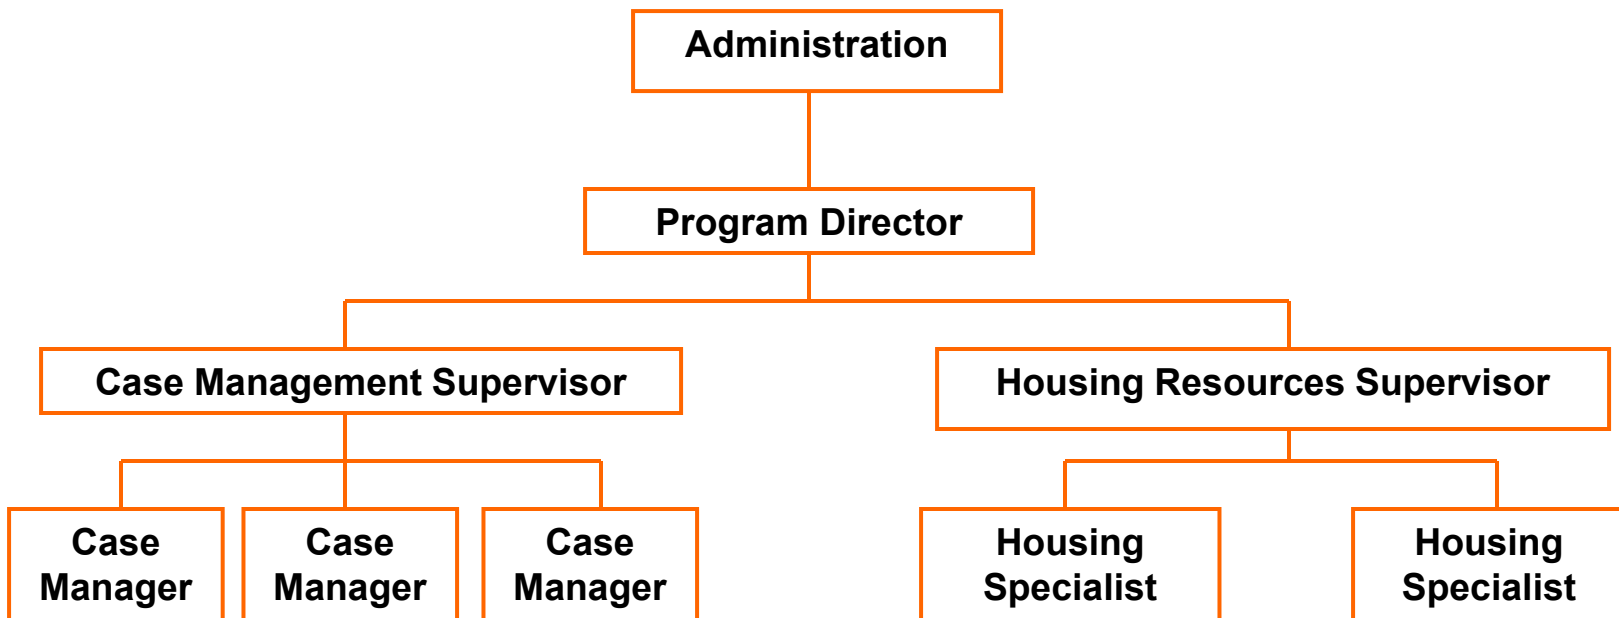 Administration
Program Director
Case Management Supervisor
Housing Resources Supervisor
Case
Manager
Case
Manager
Case
Manager
Housing
Specialist
Housing
Specialist